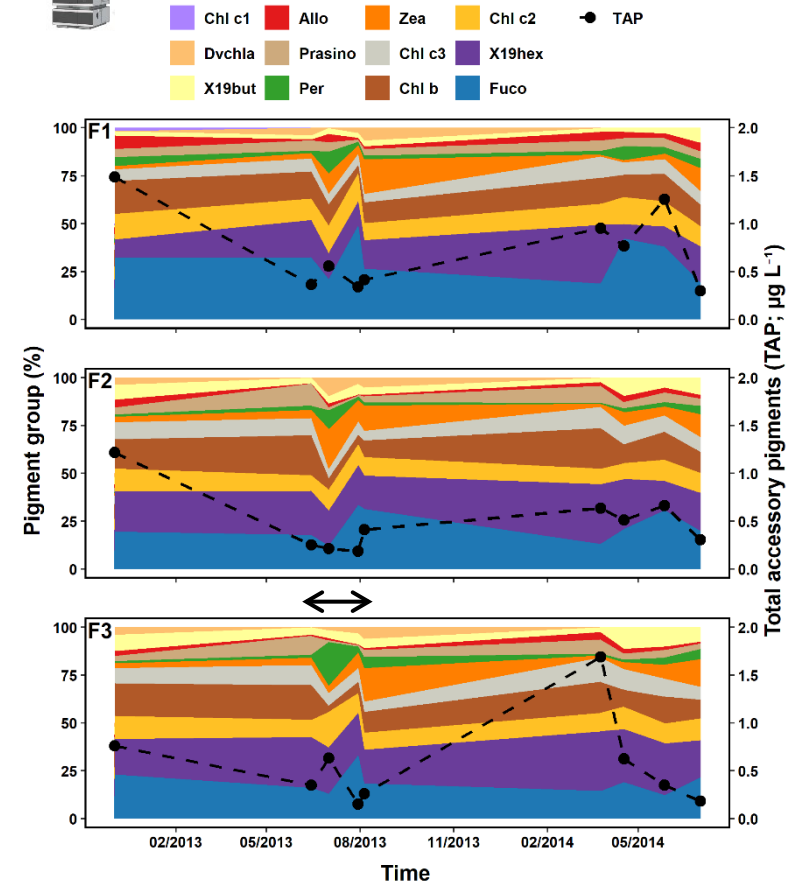 Chl c1 Allo Zea Chl c2 TAP
Dvchla Prasino Chl c3 X19hex
X19but Per Chl b Fuco
F1
100 2.0
75 1.5
50 1.0
25 0.5
0 0.0
F2
100 2.0
75 1.5
50 1.0
25 0.5
0 0.0
F3
100 2.0
75 1.5
50 1.0
25 0.5
0 0.0
Pigment group (%)
Total accessory pigments (TAP; µg L⁻¹)
02/2013 05/2013 08/2013 11/2013 02/2014 05/2014
Time